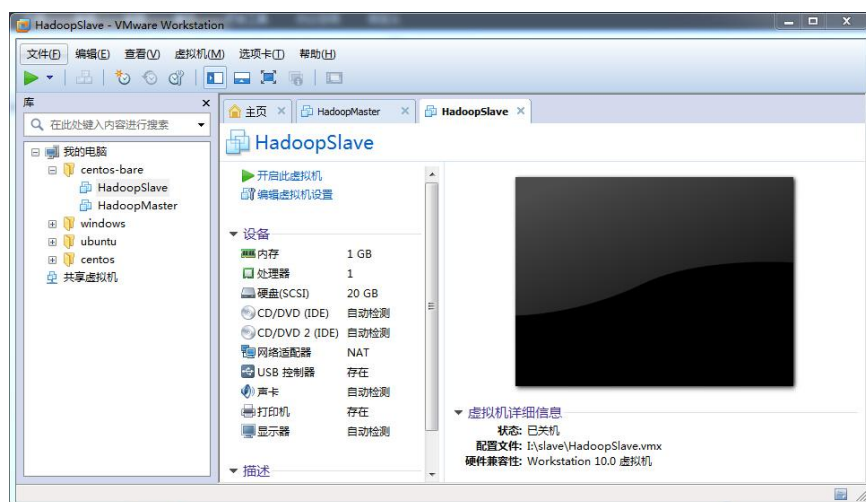 HadoopSlave - VMware Workstation
文件(F) 编辑(E) 查看(V) 虚拟机(M) 选项卡(T) 帮助(H)
库
在此处键入内容进行搜索
我的电脑
centos-bare
HadoopSlave
HadoopMaster
windows
ubuntu
centos
共享虚拟机
主页 HadoopMaster HadoopSlave
HadoopSlave
开启此虚拟机
编辑虚拟机设置
设备
内存 1 GB
处理器 1
硬盘(SCSI) 20 GB
CD/DVD (IDE) 自动检测
CD/DVD 2 (IDE) 自动检测
网络适配器 NAT
USB 控制器 存在
声卡 自动检测
打印机 存在
显示器 自动检测
描述
虚拟机详细信息
状态: 已关机
配置文件: I:\slave\HadoopSlave.vmx
硬件兼容性: Workstation 10.0 虚拟机